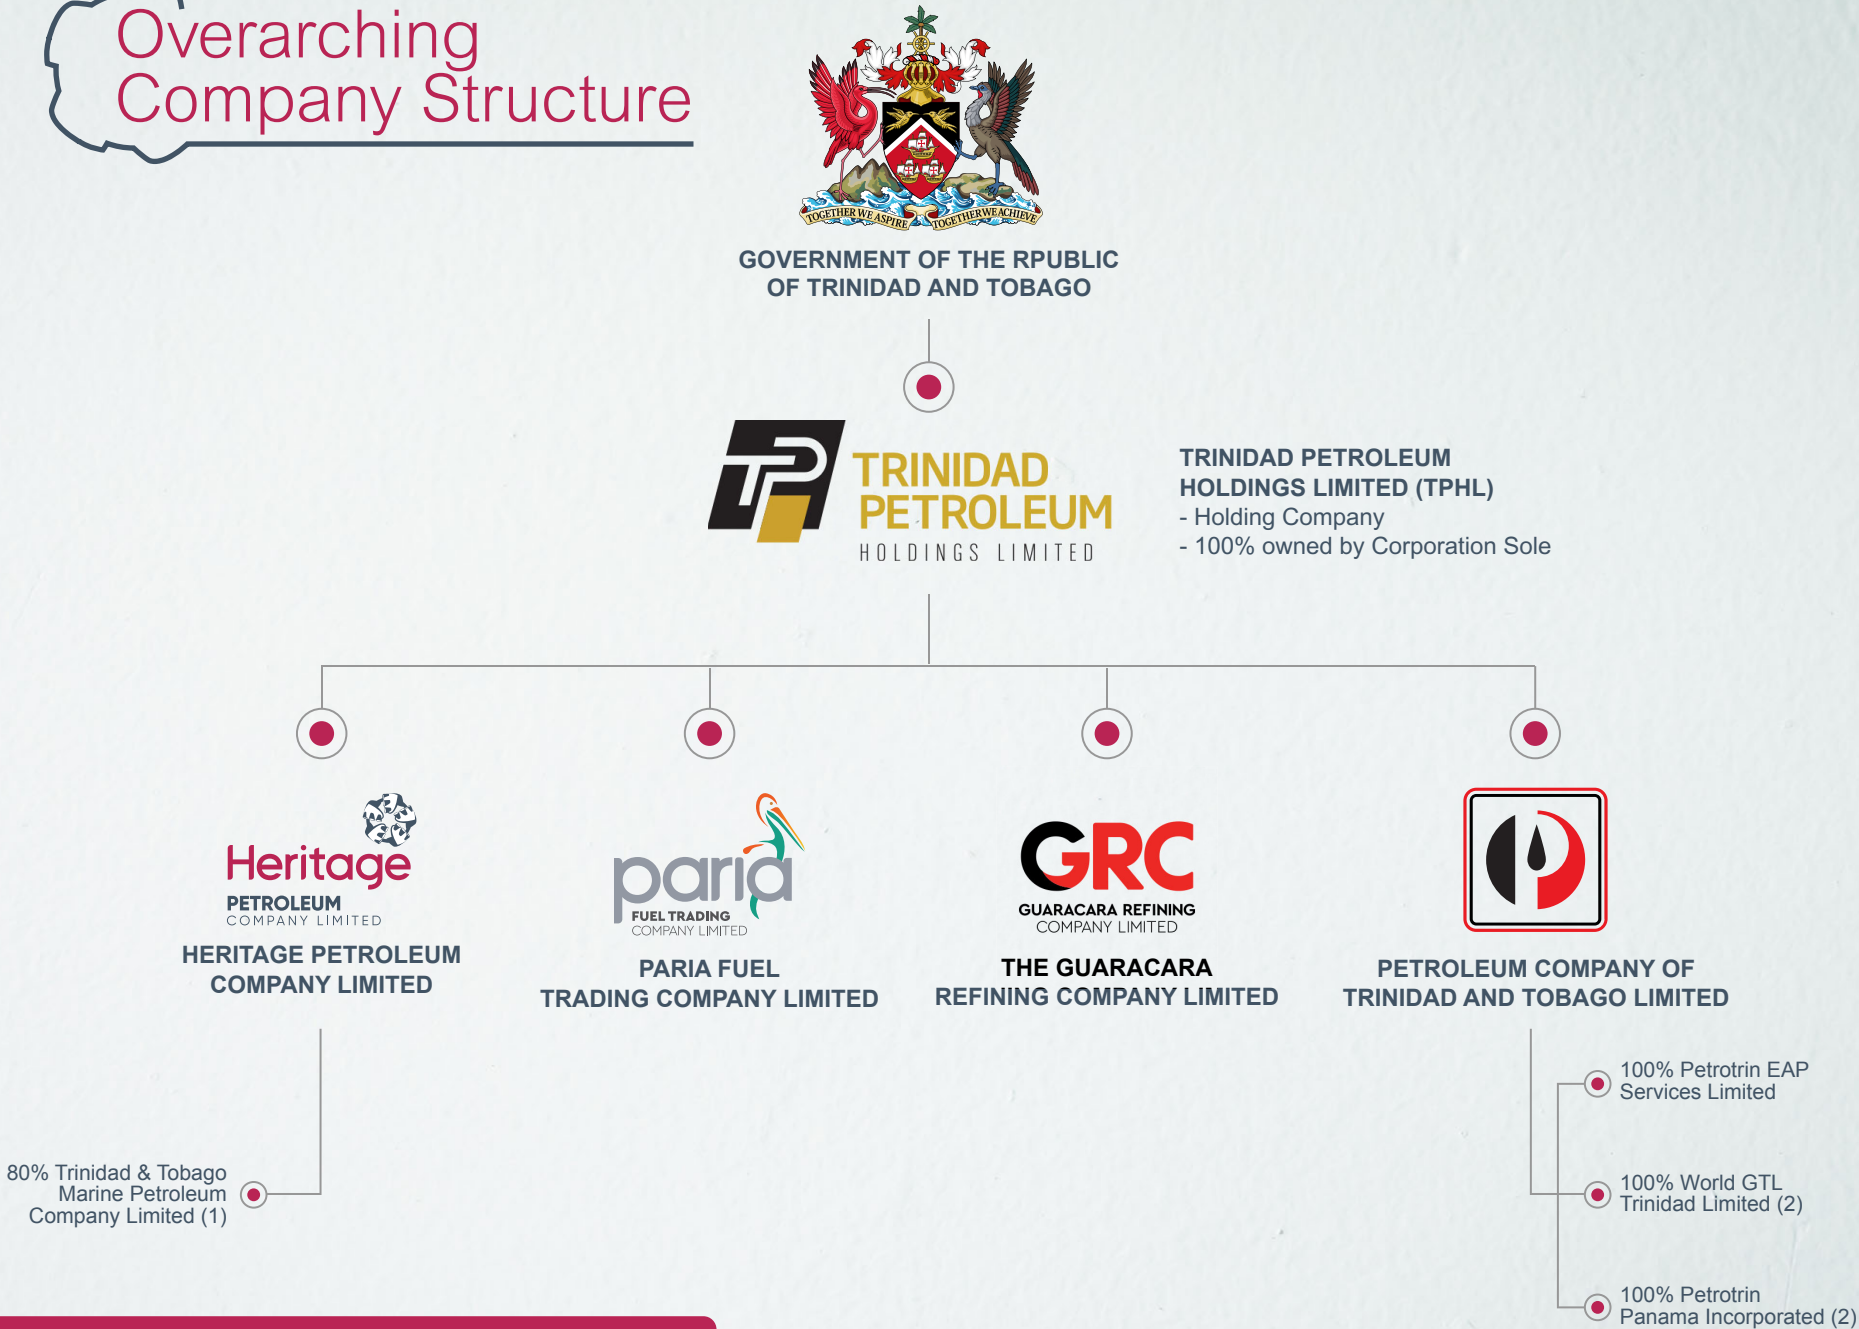 Overarching
Company Structure
TOGETHER WE ASPIRE TOGETHER WE ACHIEVE
GOVERNMENT OF THE RPUBLIC
OF TRINIDAD AND TOBAGO
TP
TRINIDAD
PETROLEUM
HOLDINGS LIMITED
TRINIDAD PETROLEUM
HOLDINGS LIMITED (TPHL)
- Holding Company
- 100% owned by Corporation Sole
Heritage
PETROLEUM
COMPANY LIMITED
HERITAGE PETROLEUM
COMPANY LIMITED
paria
FUEL TRADING
COMPANY LIMITED
PARIA FUEL
TRADING COMPANY LIMITED
GRC
GUARACARA REFINING
COMPANY LIMITED
THE GUARACARA
REFINING COMPANY LIMITED
PETROLEUM COMPANY OF
TRINIDAD AND TOBAGO LIMITED
80% Trinidad & Tobago
Marine Petroleum
Company Limited (1)
100% Petrotrin EAP
Services Limited
100% World GTL
Trinidad Limited (2)
100% Petrotrin
Panama Incorporated (2)